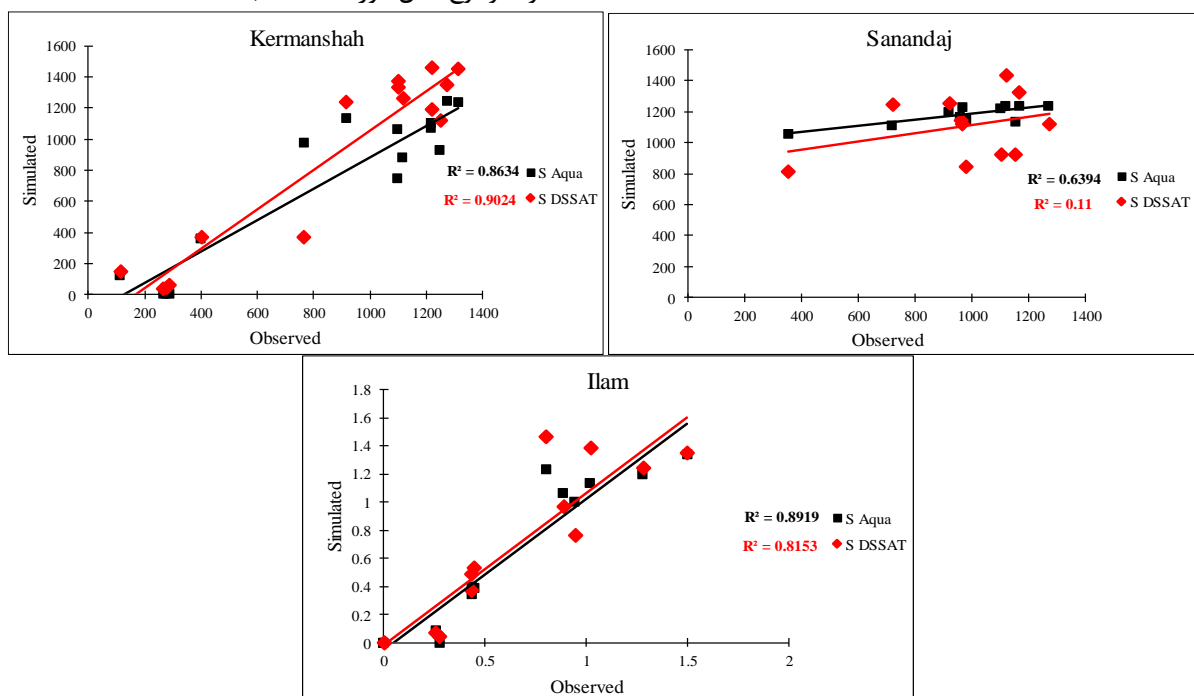 Kermanshah
1600
1400
1200
1000
800
600
400
200
0
Simulated
R² = 0.8634 S Aqua
R² = 0.9024 S DSSAT
0 200 400 600 800 1000 1200 1400
Observed
Sanandaj
1600
1400
1200
1000
800
600
400
200
0
Simulated
R² = 0.6394 S Aqua
R² = 0.11 S DSSAT
0 200 400 600 800 1000 1200 1400
Observed
Ilam
1.8
1.6
1.4
1.2
1
0.8
0.6
0.4
0.2
0
Simulated
R² = 0.8919 S Aqua
R² = 0.8153 S DSSAT
0 0.5 1 1.5 2
Observed